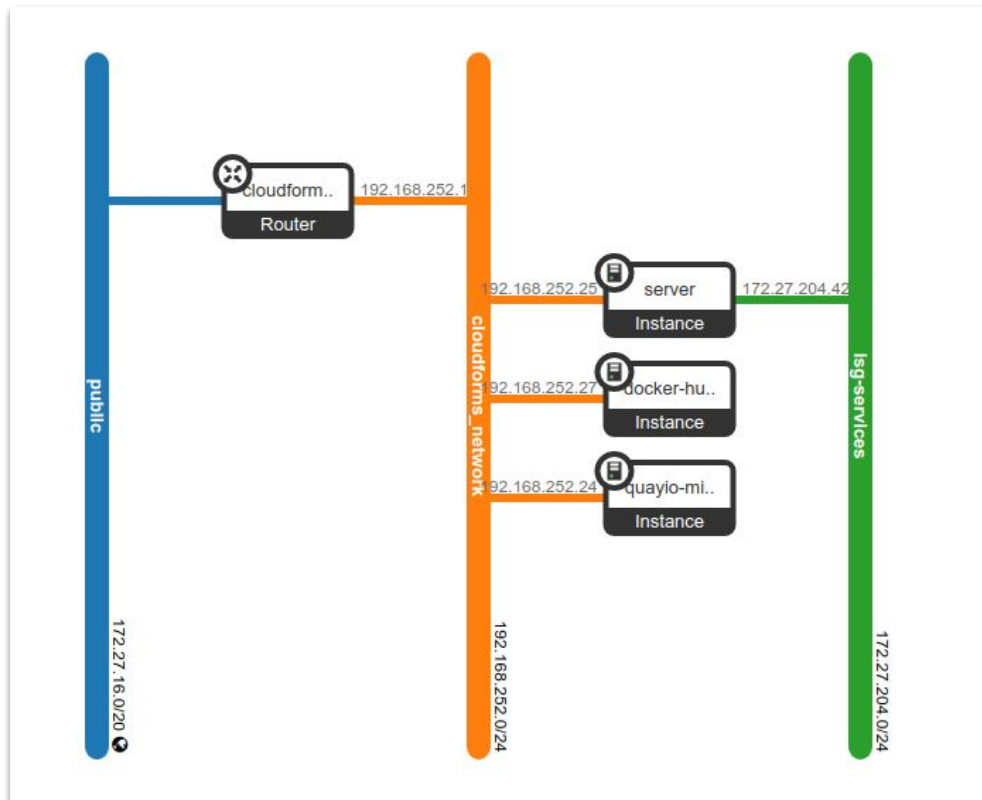 public
172.27.16.0/20
cloudform..
Router
192.168.252.1
cloudforms_network
192.168.252.0/24
192.168.252.25
server
Instance
172.27.204.42
192.168.252.27
docker-hu..
Instance
192.168.252.24
quayio-mi..
Instance
lsg-services
172.27.204.0/24